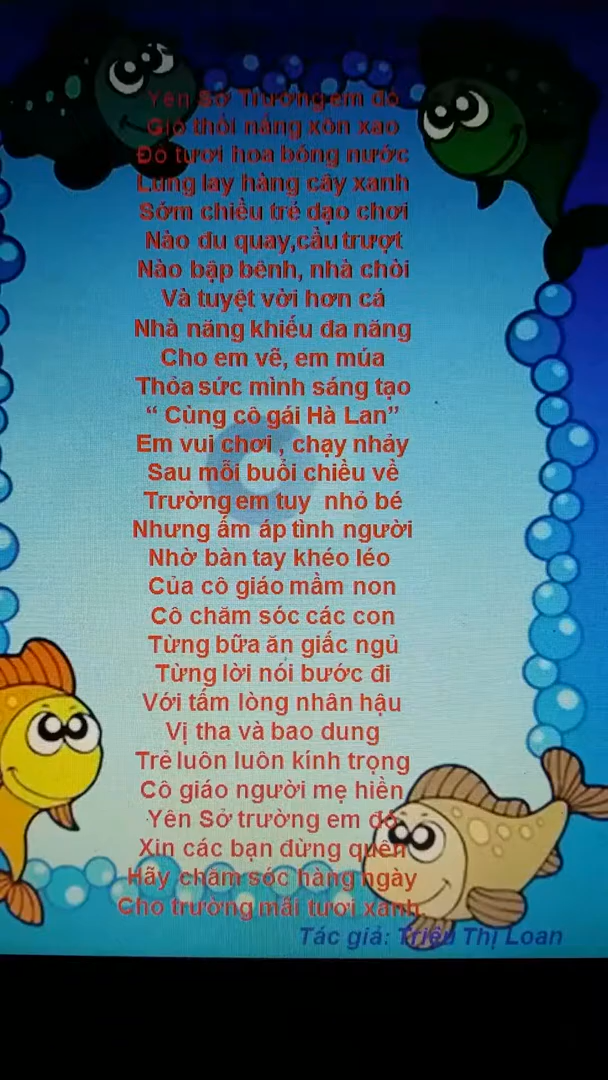 Yên Sở Trường em đó
Gió thổi nắng xôn xao
Đỏ tươi hoa bóng nước
Lung lay hàng cây xanh
Sớm chiều trẻ dạo chơi
Nào đu quay,cầu trượt
Nào bập bênh, nhà chòi
Và tuyệt vời hơn cả
Nhà năng khiếu đa năng
Cho em vẽ, em múa
Thỏa sức mình sáng tạo
“ Cùng cô gái Hà Lan”
Em vui chơi , chạy nhảy
Sau mỗi buổi chiều về
Trường em tuy nhỏ bé
Nhưng ấm áp tình người
Nhờ bàn tay khéo léo
Của cô giáo mầm non
Cô chăm sóc các con
Từng bữa ăn giấc ngủ
Từng lời nói bước đi
Với tấm lòng nhân hậu
Vị tha và bao dung
Trẻ luôn luôn kính trọng
Cô giáo người mẹ hiền
Yên Sở trường em đó
Xin các bạn đừng quên
Hãy chăm sóc hàng ngày
Cho trường mãi tươi xanh
Tác giả: Triệu Thị Loan